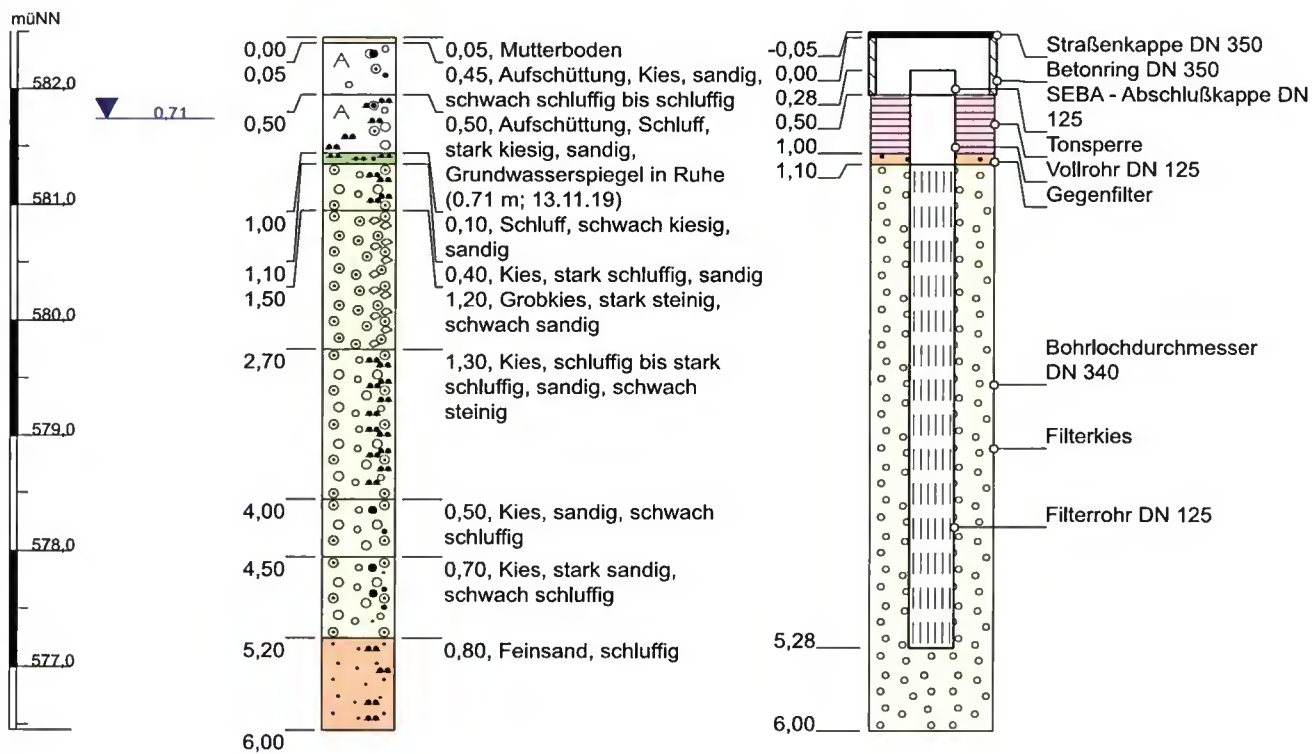 müNN
582,0
581,0
580,0
579,0
578,0
577,0
0,71
0,00
0,05
0,50
1,00
1,10
1,50
2,70
4,00
4,50
5,20
6,00
0,05, Mutterboden
0,45, Aufschüttung, Kies, sandig,
schwach schluffig bis schluffig
0,50, Aufschüttung, Schluff,
stark kiesig, sandig,
Grundwasserspiegel in Ruhe
(0.71 m; 13.11.19)
0,10, Schluff, schwach kiesig,
sandig
0,40, Kies, stark schluffig, sandig
1,20, Grobkies, stark steinig,
schwach sandig
1,30, Kies, schluffig bis stark
schluffig, sandig, schwach
steinig
0,50, Kies, sandig, schwach
schluffig
0,70, Kies, stark sandig,
schwach schluffig
0,80, Feinsand, schluffig
A
A
-0,05
0,00
0,28
0,50
1,00
1,10
5,28
6,00
Straßenkappe DN 350
Betonring DN 350
SEBA - Abschlußkappe DN
125
Tonsperre
Vollrohr DN 125
Gegenfilter
Bohrlochdurchmesser
DN 340
Filterkies
Filterrohr DN 125